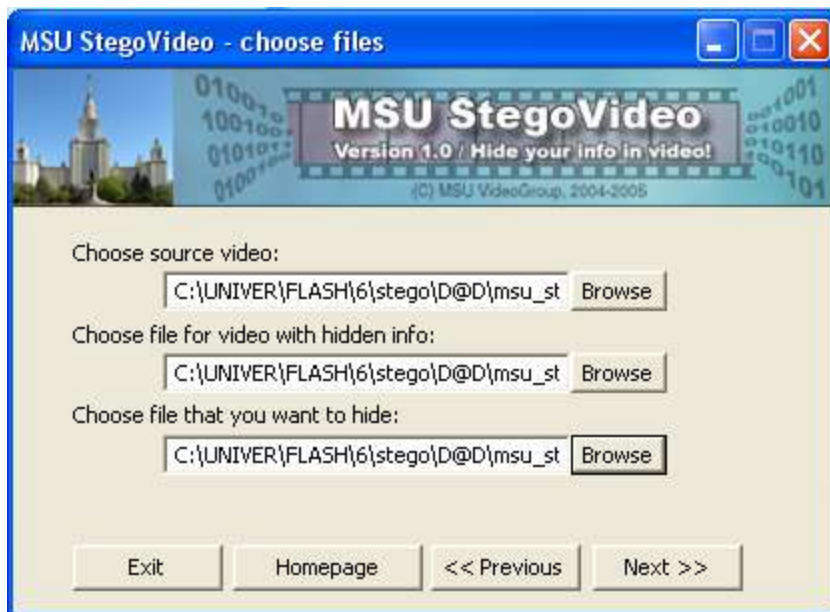 MSU StegoVideo - choose files
MSU StegoVideo
Version 1.0 / Hide your info in video!
(C) MSU VideoGroup, 2004-2005
Choose source video:
C:\UNIVER\FLASH\6\stego\D@D\msu_st
Browse
Choose file for video with hidden info:
C:\UNIVER\FLASH\6\stego\D@D\msu_st
Browse
Choose file that you want to hide:
C:\UNIVER\FLASH\6\stego\D@D\msu_st
Browse
Exit
Homepage
<< Previous
Next >>